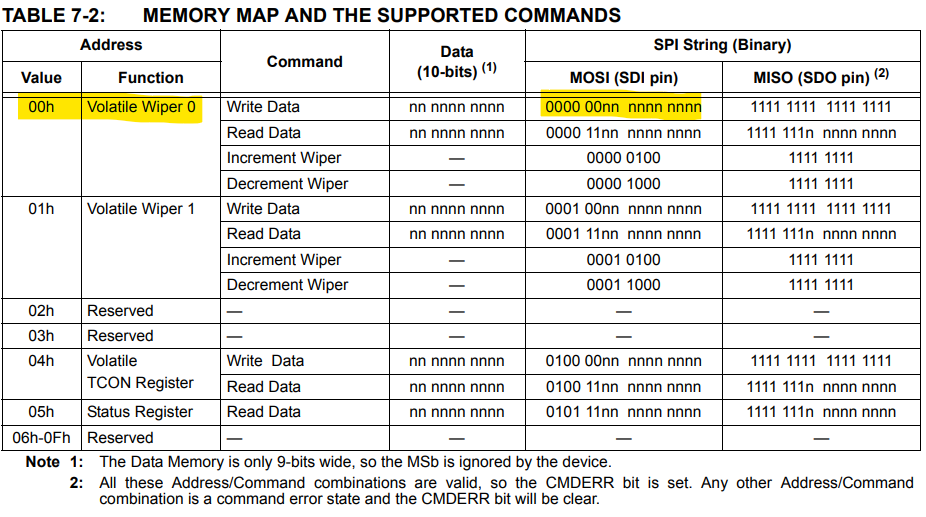 TABLE 7-2: MEMORY MAP AND THE SUPPORTED COMMANDS
Address Command Data (10-bits) (1) SPI String (Binary)
Value Function MOSI (SDI pin) MISO (SDO pin) (2)
00h Volatile Wiper 0 Write Data nn nnnn nnnn 0000 00nn nnnn nnnn 1111 1111 1111 1111
Read Data nn nnnn nnnn 0000 11nn nnnn nnnn 1111 111n nnnn nnnn
Increment Wiper — 0000 0100 1111 1111
Decrement Wiper — 0000 1000 1111 1111
01h Volatile Wiper 1 Write Data nn nnnn nnnn 0001 00nn nnnn nnnn 1111 1111 1111 1111
Read Data nn nnnn nnnn 0001 11nn nnnn nnnn 1111 111n nnnn nnnn
Increment Wiper — 0001 0100 1111 1111
Decrement Wiper — 0001 1000 1111 1111
02h Reserved — — — —
03h Reserved — — — —
04h Volatile TCON Register Write Data nn nnnn nnnn 0100 00nn nnnn nnnn 1111 1111 1111 1111
Read Data nn nnnn nnnn 0100 11nn nnnn nnnn 1111 111n nnnn nnnn
05h Status Register Read Data nn nnnn nnnn 0101 11nn nnnn nnnn 1111 111n nnnn nnnn
06h-0Fh Reserved — — — —
Note 1: The Data Memory is only 9-bits wide, so the MSb is ignored by the device.
2: All these Address/Command combinations are valid, so the CMDERR bit is set. Any other Address/Command
combination is a command error state and the CMDERR bit will be clear.